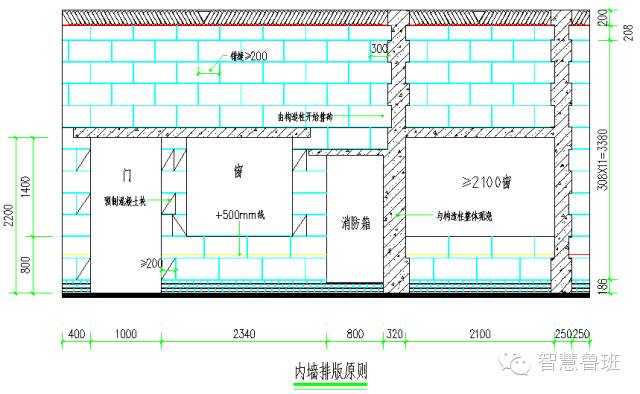 200
208
300
错缝≥200
由构造柱开始排砖
308X11=3380
门
窗
≥2100窗
预制混凝土块
+500mm线
消防箱
与构造柱整体现浇
1400
2200
800
≥200
186
400
1000
2340
800
320
2100
250
250
内墙排版原则
智慧鲁班